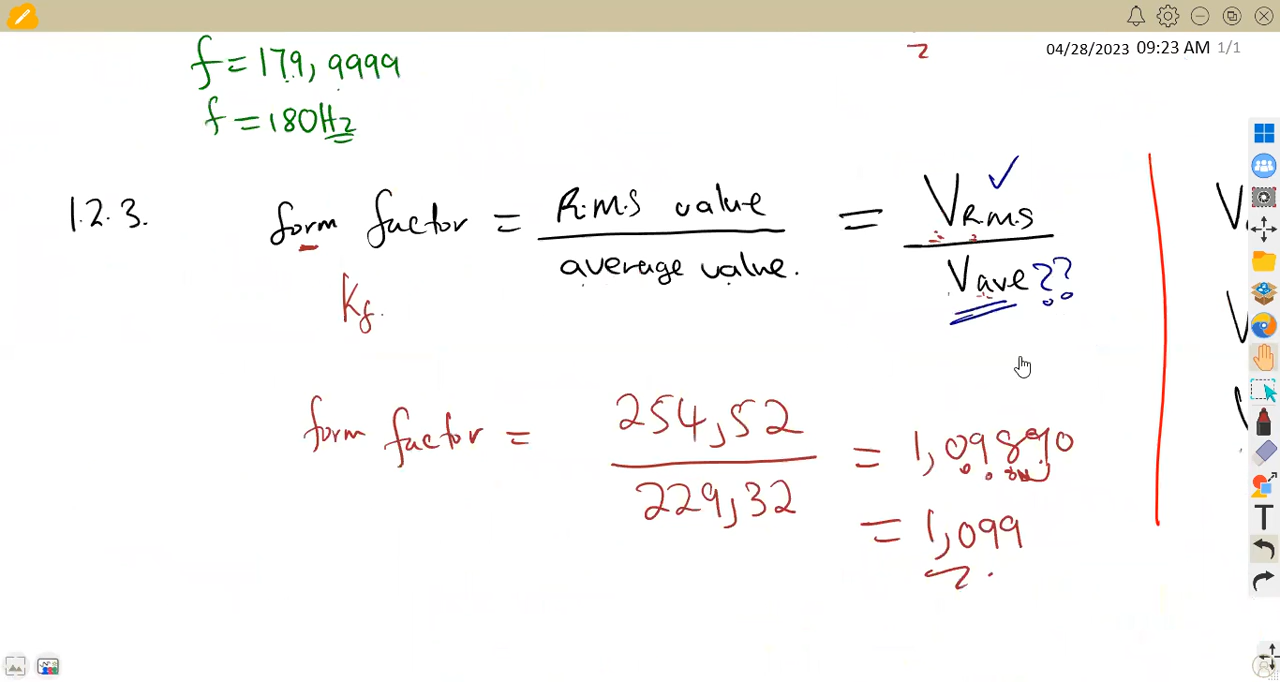 04/28/2023 09:23 AM 1/1
f = 179,9999
f = 180Hz
1.2.3. form factor = R.M.S value / average value. = VRMS ✓ / Vave ??
Kf.
form factor = 254,52 / 229,32 = 1,09890
= 1,099
T